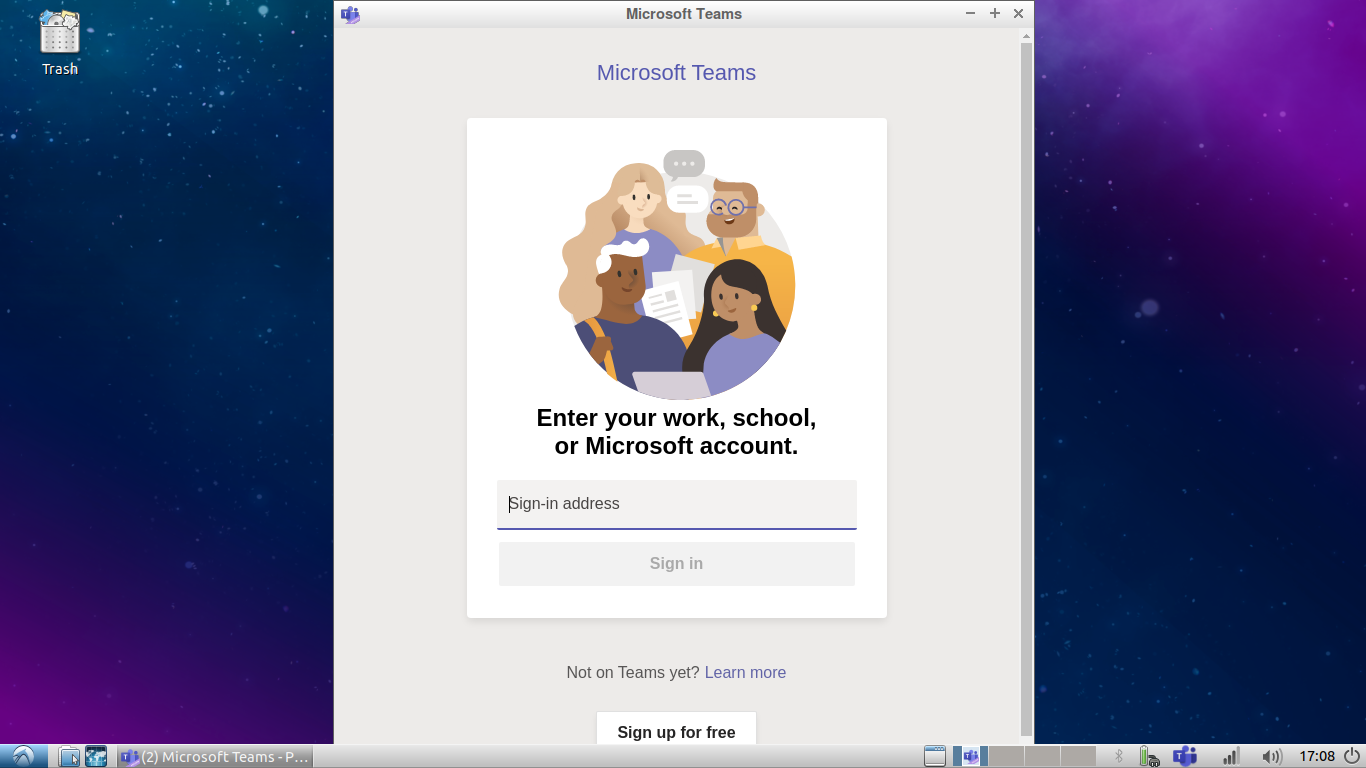 Microsoft Teams
Trash
Microsoft Teams
Enter your work, school,
or Microsoft account.
Sign-in address
Sign in
Not on Teams yet? Learn more
Sign up for free
(2) Microsoft Teams - P...
17:08